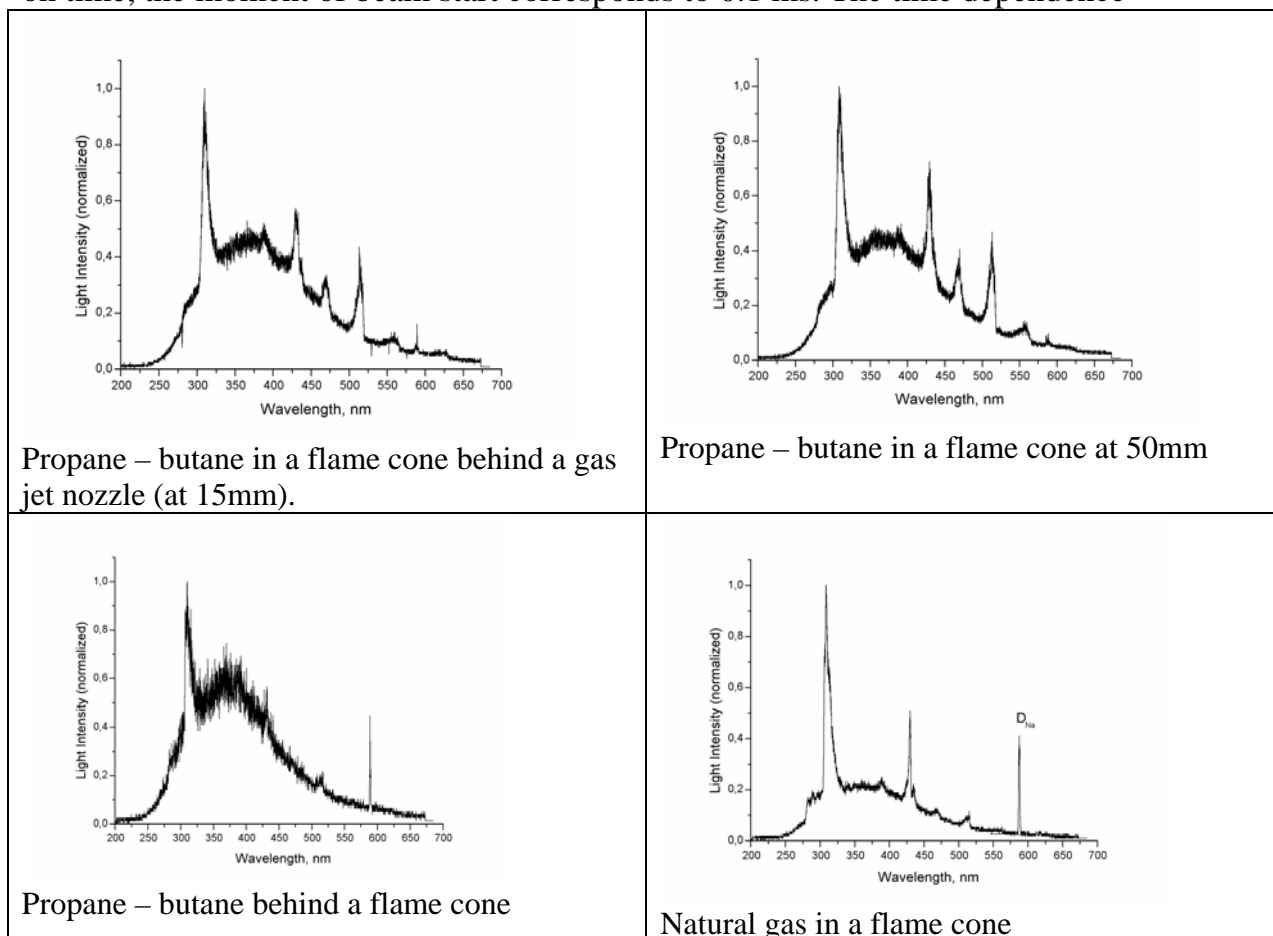 on time, the moment of beam start corresponds to 0.1 ms. The time dependence
1,0
0,8
0,6
0,4
0,2
0,0
200 250 300 350 400 450 500 550 600 650 700
Light Intensity (normalized)
Wavelength, nm
Propane – butane in a flame cone behind a gas
jet nozzle (at 15mm).
1,0
0,8
0,6
0,4
0,2
0,0
200 250 300 350 400 450 500 550 600 650 700
Light Intensity (normalized)
Wavelength, nm
Propane – butane in a flame cone at 50mm
1,0
0,8
0,6
0,4
0,2
0,0
200 250 300 350 400 450 500 550 600 650 700
Light Intensity (normalized)
Wavelength, nm
Propane – butane behind a flame cone
1,0
0,8
0,6
0,4
0,2
0,0
200 250 300 350 400 450 500 550 600 650 700
Light Intensity (normalized)
Wavelength, nm
D Na
Natural gas in a flame cone